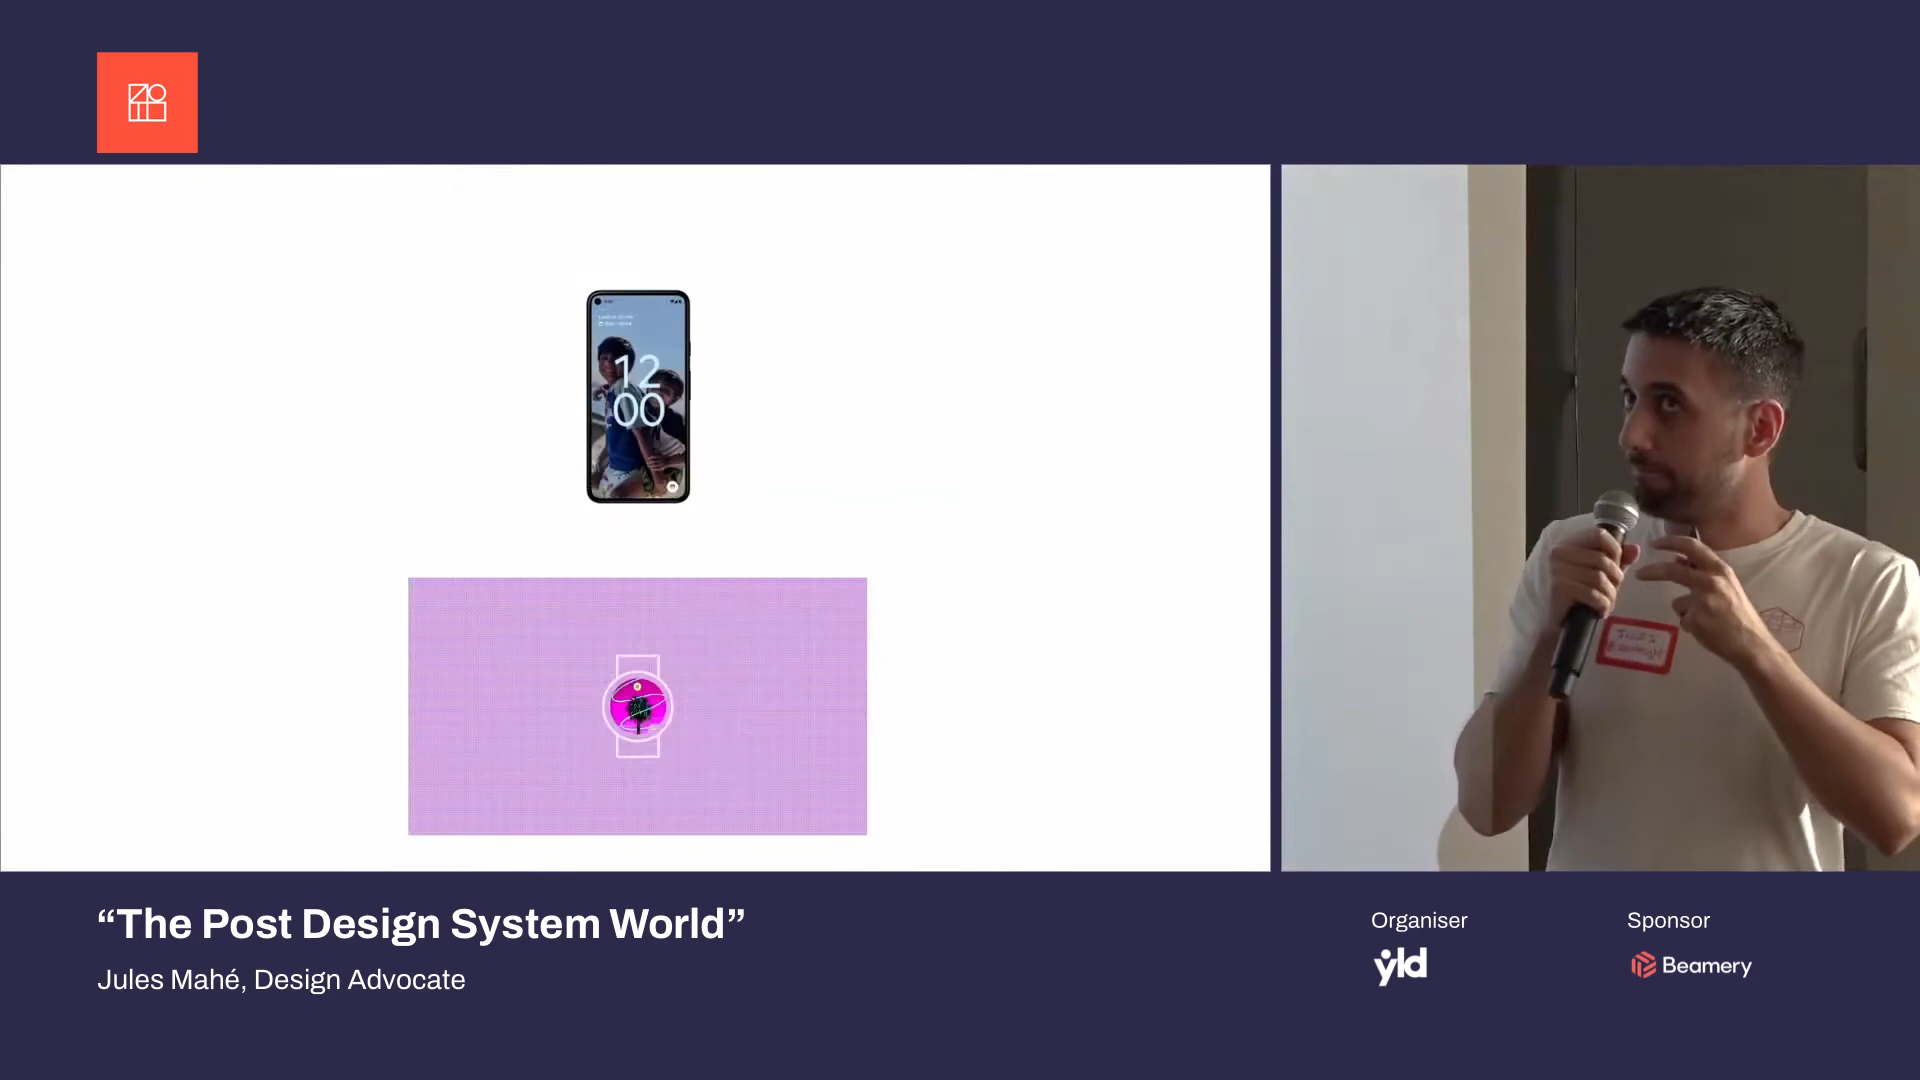 12
00
“The Post Design System World”
Jules Mahé, Design Advocate
Organiser
yld
Sponsor
Beamery